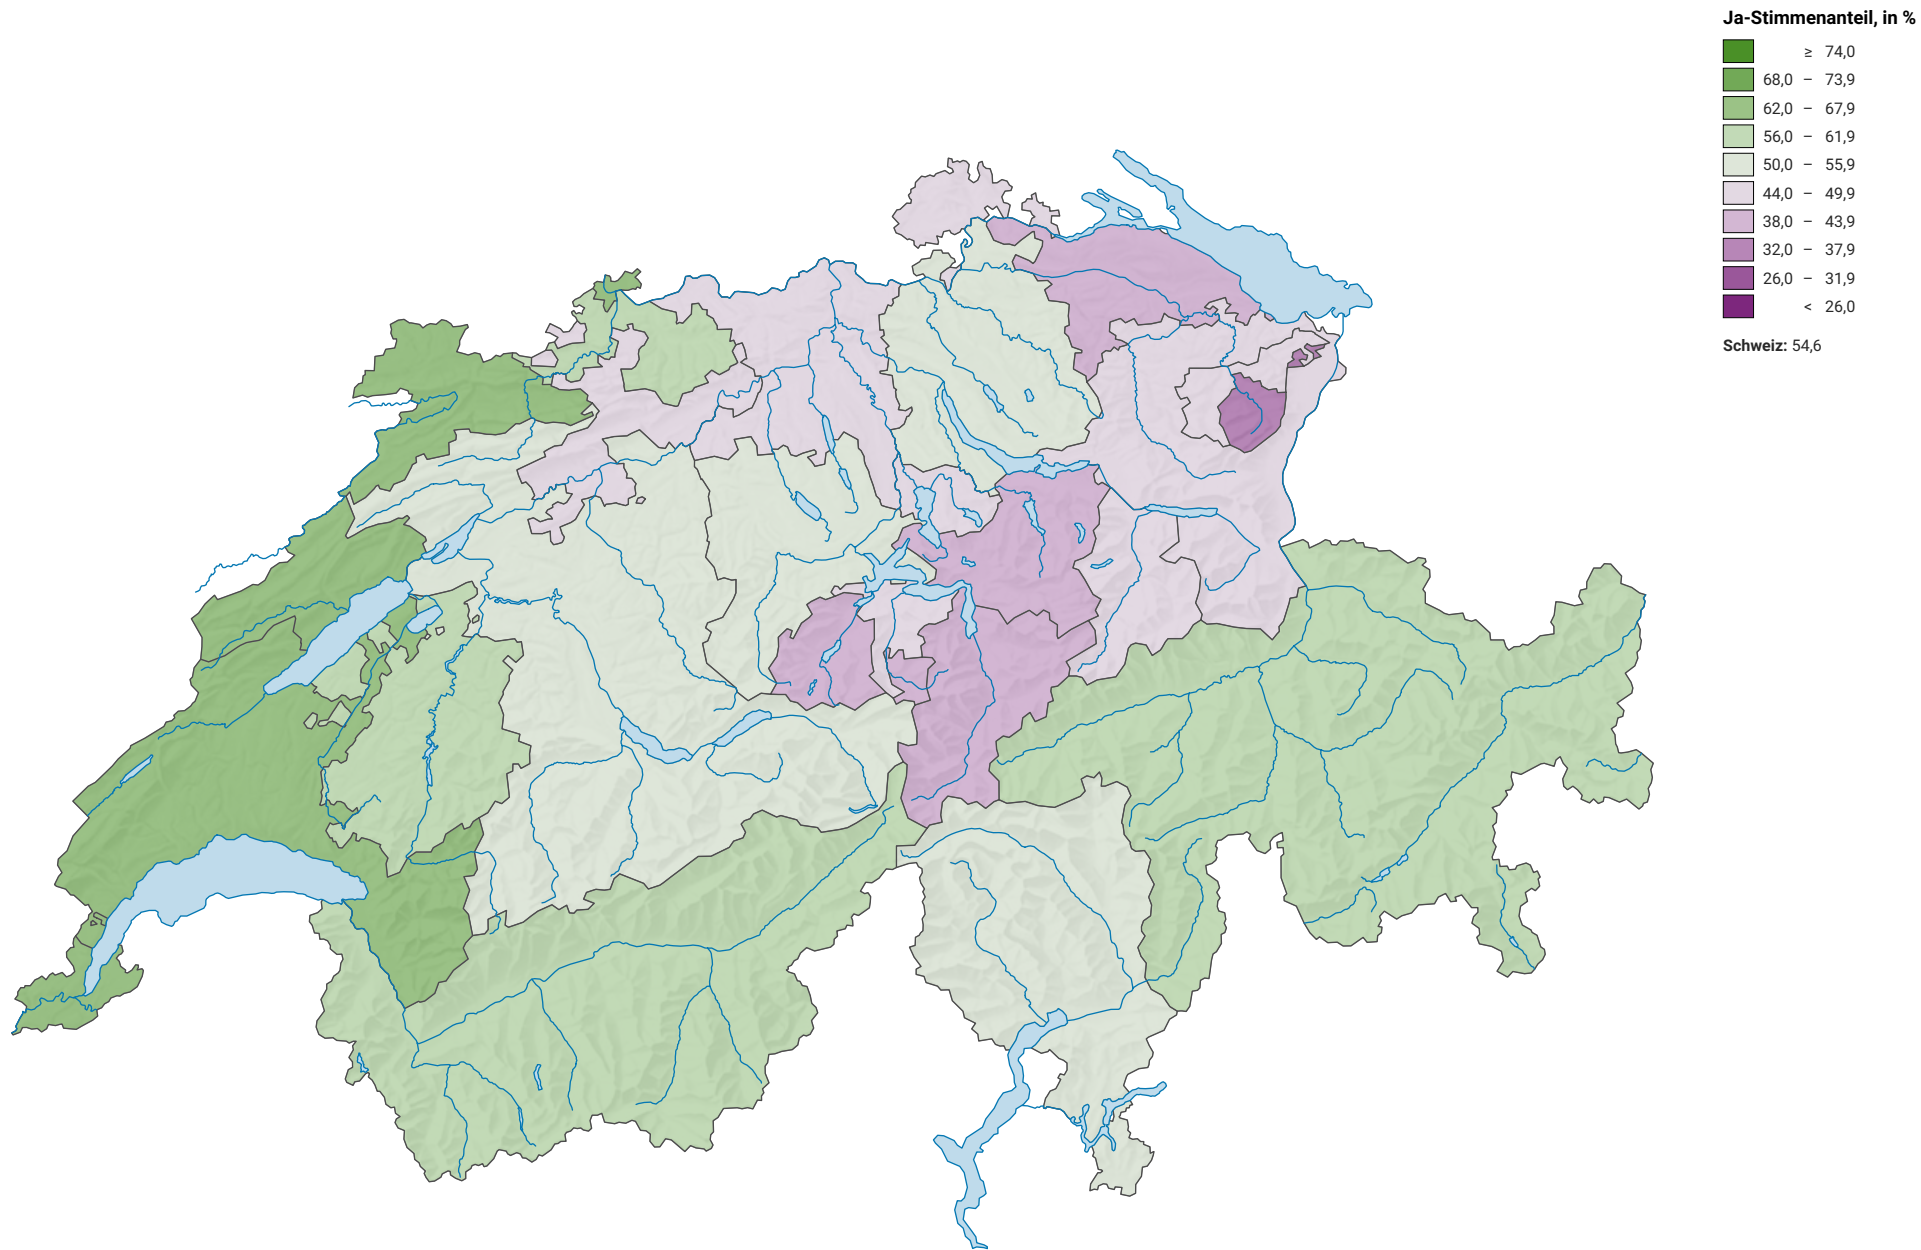 Ja-Stimmenanteil, in %
≥ 74,0
68,0 – 73,9
62,0 – 67,9
56,0 – 61,9
50,0 – 55,9
44,0 – 49,9
38,0 – 43,9
32,0 – 37,9
26,0 – 31,9
< 26,0
Schweiz: 54,6